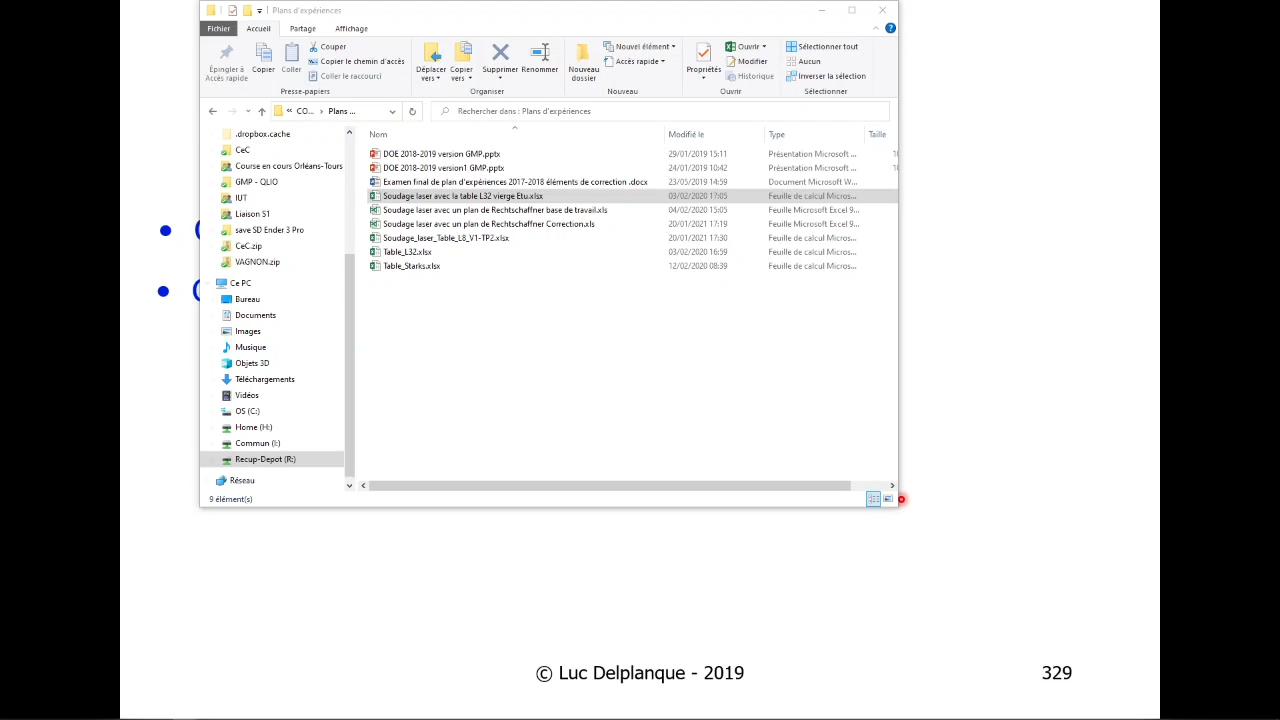 Plans d'expériences
Fichier Accueil Partage Affichage
Épingler à Accès rapide
Copier
Coller
Couper
Copier le chemin d'accès
Coller le raccourci
Presse-papiers
Déplacer vers
Copier vers
Supprimer
Renommer
Organiser
Nouveau dossier
Nouvel élément
Accès rapide
Nouveau
Propriétés
Ouvrir
Modifier
Historique
Ouvrir
Sélectionner tout
Aucun
Inverser la sélection
Sélectionner
« CO... › Plans ...
Rechercher dans : Plans d'expériences
Nom Modifié le Type Taille
DOE 2018-2019 version GMP.pptx 29/01/2019 15:11 Présentation Microsoft ...
DOE 2018-2019 version1 GMP.pptx 24/01/2019 10:42 Présentation Microsoft ...
Examen final de plan d'expériences 2017-2018 éléments de correction .docx 23/05/2019 14:59 Document Microsoft W...
Soudage laser avec la table L32 vierge Etu.xlsx 03/02/2020 17:05 Feuille de calcul Micros...
Soudage laser avec un plan de Rechtschaffner base de travail.xls 04/02/2020 15:05 Feuille Microsoft Excel 9...
Soudage laser avec un plan de Rechtschaffner Correction.xls 20/01/2021 17:19 Feuille Microsoft Excel 9...
Soudage_laser_Table_L8_V1-TP2.xlsx 20/01/2021 17:30 Feuille de calcul Micros...
Table_L32.xlsx 03/02/2020 16:59 Feuille de calcul Micros...
Table_Starks.xlsx 12/02/2020 08:39 Feuille de calcul Micros...
.dropbox.cache
CeC
Course en cours Orléans-Tours
GMP - QLIO
IUT
Liaison S1
save SD Ender 3 Pro
CeC.zip
VAGNON.zip
Ce PC
Bureau
Documents
Images
Musique
Objets 3D
Téléchargements
Vidéos
OS (C:)
Home (H:)
Commun (I:)
Recup-Depot (R:)
Réseau
9 élément(s)
© Luc Delplanque - 2019
329